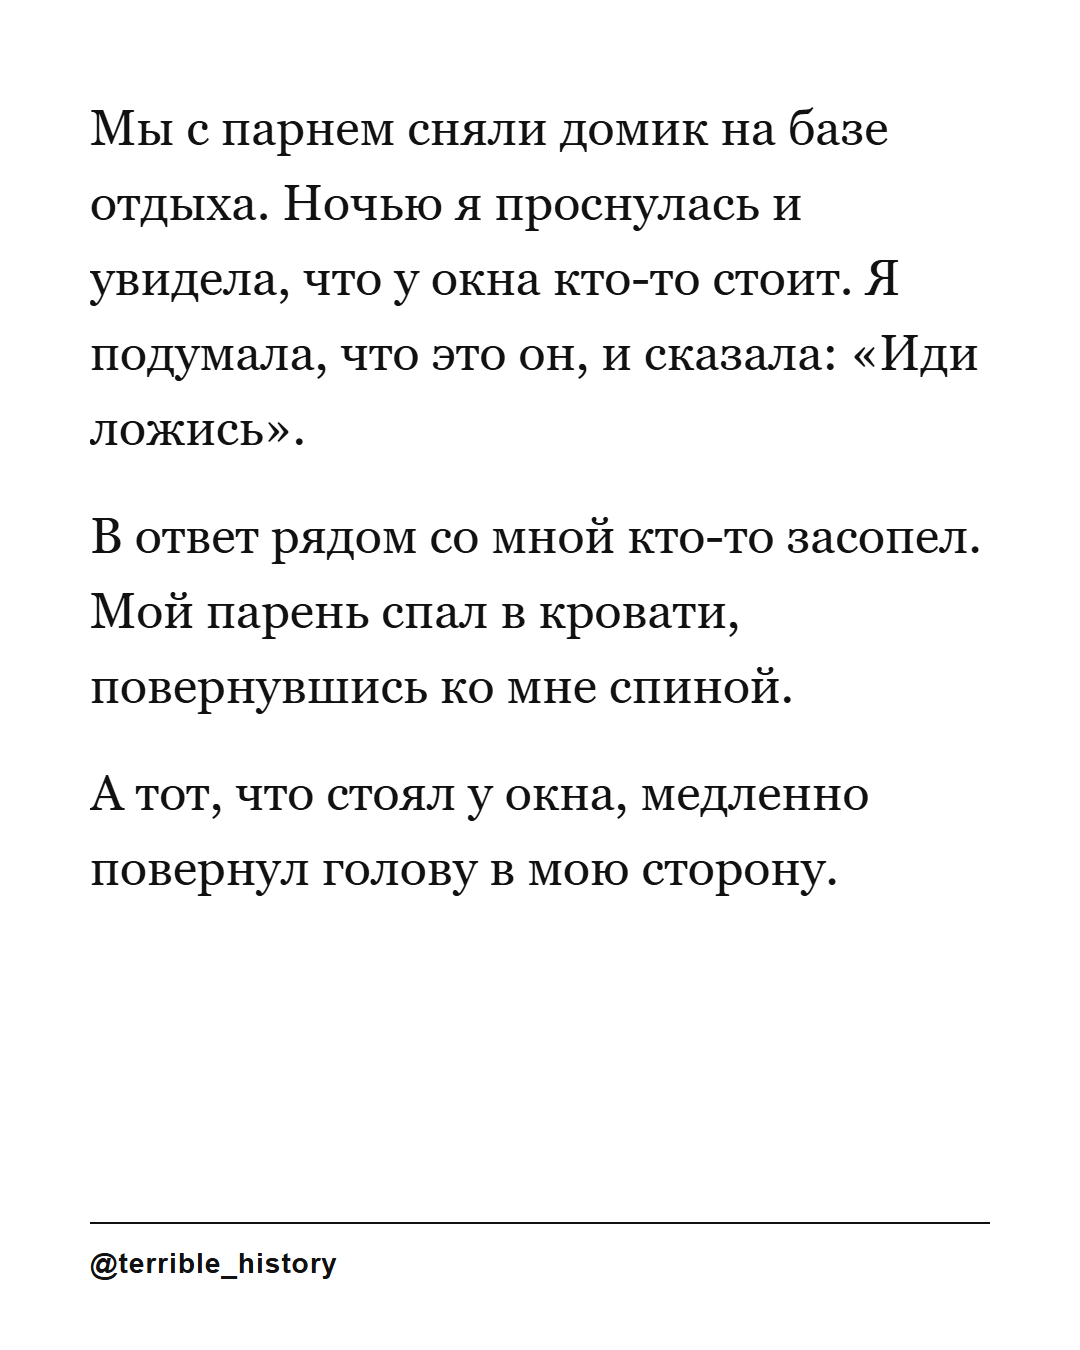 Мы с парнем сняли домик на базе
отдыха. Ночью я проснулась и
увидела, что у окна кто-то стоит. Я
подумала, что это он, и сказала: «Иди
ложись».
В ответ рядом со мной кто-то засопел.
Мой парень спал в кровати,
повернувшись ко мне спиной.
А тот, что стоял у окна, медленно
повернул голову в мою сторону.
@terrible_history